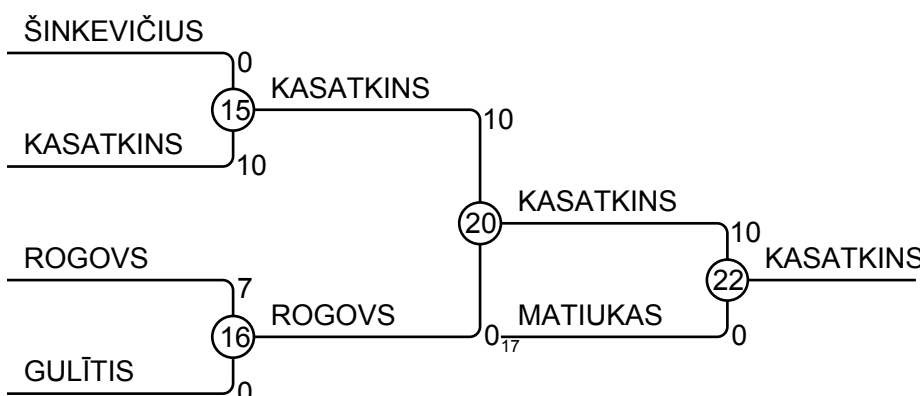 ŠINKEVIČIUS
0
15
KASATKINS
KASATKINS
10
10
20
KASATKINS
10
ROGOVS
7
22
KASATKINS
16
ROGOVS
0
17
MATIUKAS
0
GULĪTIS
0